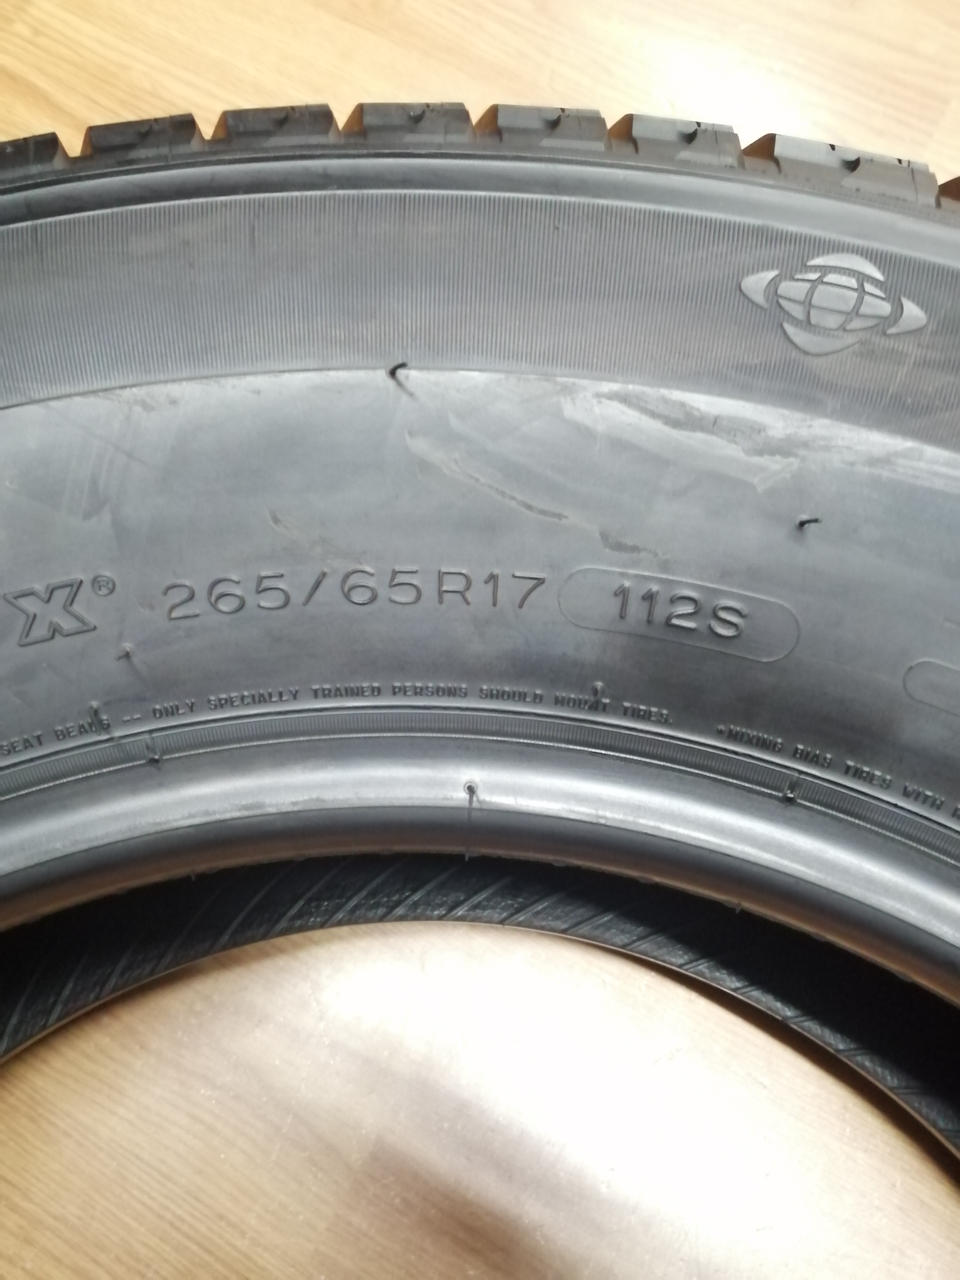 X® 265/65R17 112S
SEAT BEADS -- ONLY SPECIALLY TRAINED PERSONS SHOULD MOUNT TIRES. *MIXING BIAS TIRES WITH